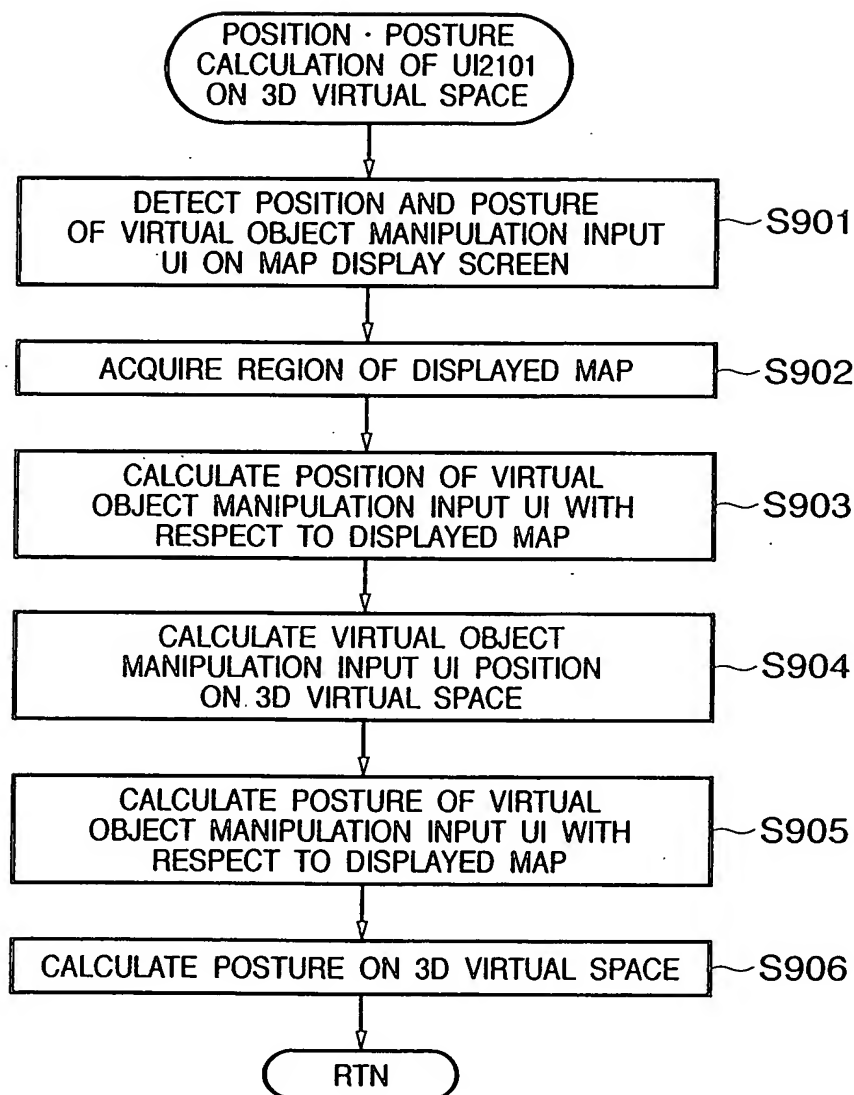 POSITION · POSTURE
CALCULATION OF UI2101
ON 3D VIRTUAL SPACE
DETECT POSITION AND POSTURE
OF VIRTUAL OBJECT MANIPULATION INPUT
UI ON MAP DISPLAY SCREEN
S901
ACQUIRE REGION OF DISPLAYED MAP
S902
CALCULATE POSITION OF VIRTUAL
OBJECT MANIPULATION INPUT UI WITH
RESPECT TO DISPLAYED MAP
S903
CALCULATE VIRTUAL OBJECT
MANIPULATION INPUT UI POSITION
ON 3D VIRTUAL SPACE
S904
CALCULATE POSTURE OF VIRTUAL
OBJECT MANIPULATION INPUT UI WITH
RESPECT TO DISPLAYED MAP
S905
CALCULATE POSTURE ON 3D VIRTUAL SPACE
S906
RTN